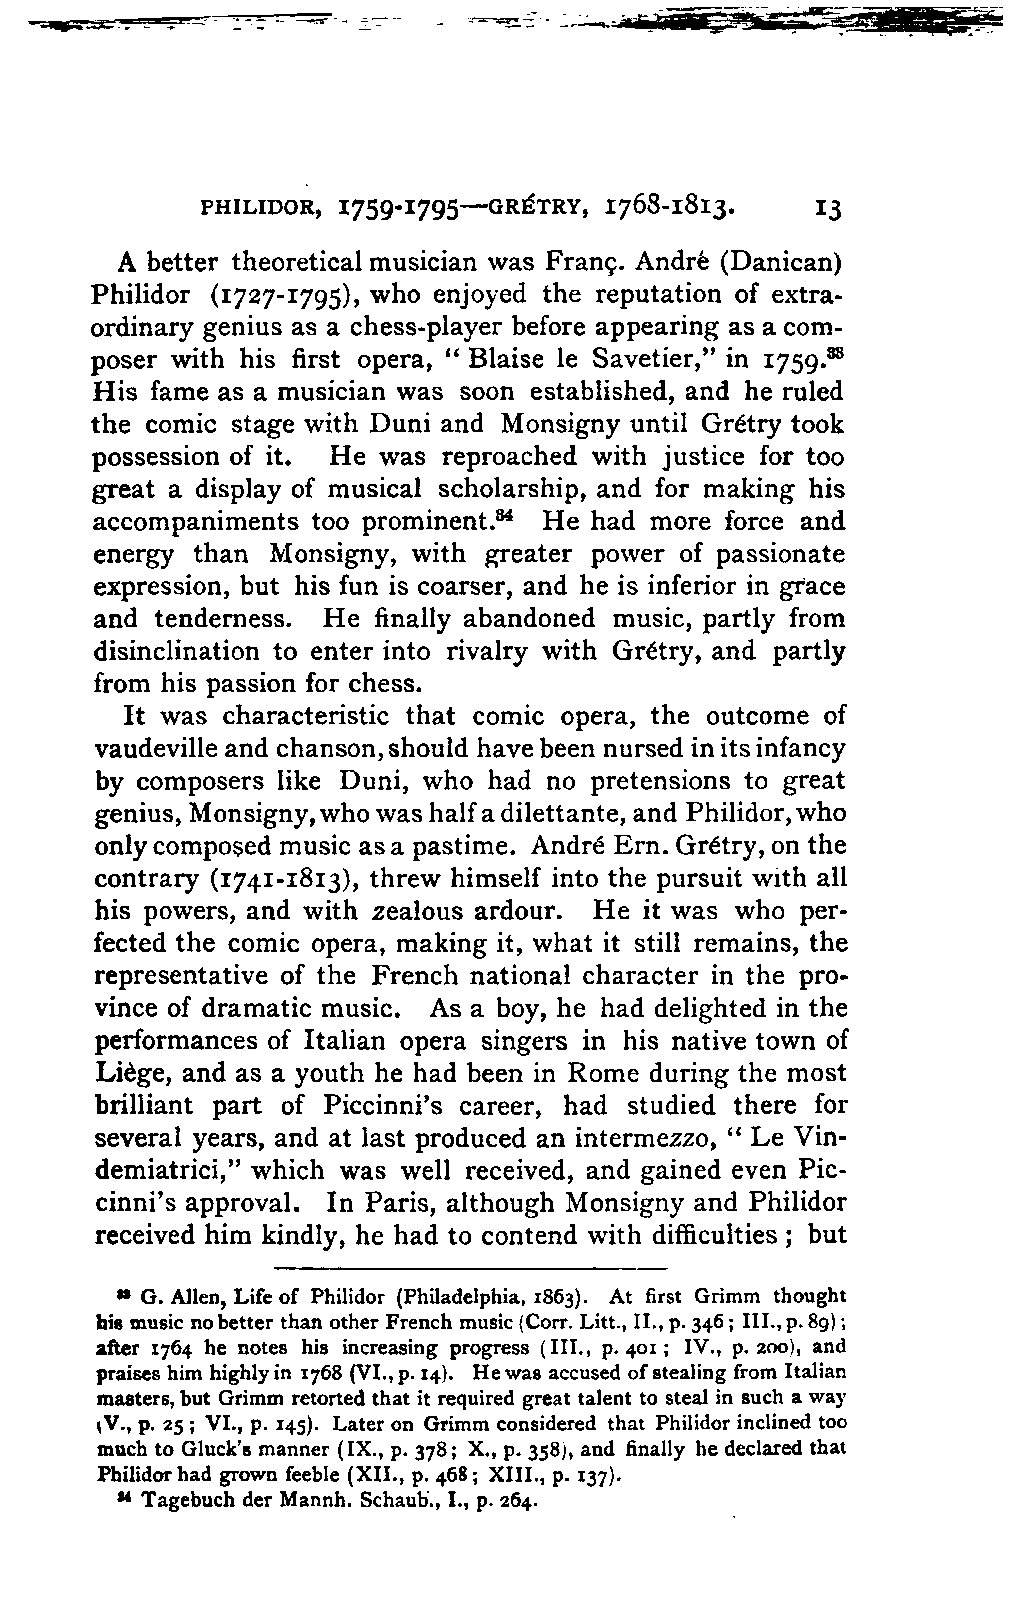 PHILIDOR, 1759-1795—GRÉTRY, 1768-1813. 13
A better theoretical musician was Franç. André (Danican)
Philidor (1727-1795), who enjoyed the reputation of extra-
ordinary genius as a chess-player before appearing as a com-
poser with his first opera, “ Blaise le Savetier,” in 1759.³³
His fame as a musician was soon established, and he ruled
the comic stage with Duni and Monsigny until Grétry took
possession of it. He was reproached with justice for too
great a display of musical scholarship, and for making his
accompaniments too prominent.³⁴ He had more force and
energy than Monsigny, with greater power of passionate
expression, but his fun is coarser, and he is inferior in grace
and tenderness. He finally abandoned music, partly from
disinclination to enter into rivalry with Grétry, and partly
from his passion for chess.
It was characteristic that comic opera, the outcome of
vaudeville and chanson, should have been nursed in its infancy
by composers like Duni, who had no pretensions to great
genius, Monsigny, who was half a dilettante, and Philidor, who
only composed music as a pastime. André Ern. Grétry, on the
contrary (1741-1813), threw himself into the pursuit with all
his powers, and with zealous ardour. He it was who per-
fected the comic opera, making it, what it still remains, the
representative of the French national character in the pro-
vince of dramatic music. As a boy, he had delighted in the
performances of Italian opera singers in his native town of
Liège, and as a youth he had been in Rome during the most
brilliant part of Piccinni’s career, had studied there for
several years, and at last produced an intermezzo, “ Le Vin-
demiatrici,” which was well received, and gained even Pic-
cinni’s approval. In Paris, although Monsigny and Philidor
received him kindly, he had to contend with difficulties ; but
³³ G. Allen, Life of Philidor (Philadelphia, 1863). At first Grimm thought
his music no better than other French music (Corr. Litt., II., p. 346 ; III., p. 89) ;
after 1764 he notes his increasing progress (III., p. 401 ; IV., p. 200), and
praises him highly in 1768 (VI., p. 14). He was accused of stealing from Italian
masters, but Grimm retorted that it required great talent to steal in such a way
(V., p. 25 ; VI., p. 145). Later on Grimm considered that Philidor inclined too
much to Gluck’s manner (IX., p. 378 ; X., p. 358), and finally he declared that
Philidor had grown feeble (XII., p. 468 ; XIII., p. 137).
³⁴ Tagebuch der Mannh. Schaub., I., p. 264.